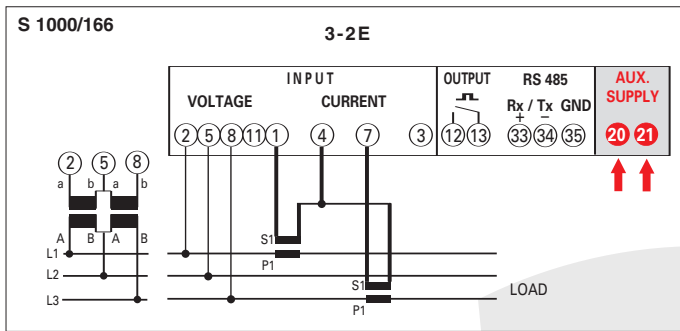 S 1000/166
3-2E
INPUT
OUTPUT
RS 485
AUX.
SUPPLY
VOLTAGE
CURRENT
Rx / Tx GND
+ −
2 5 8 11 1 4 7 3 12 13 33 34 35 20 21
2 5 8
a b a b
A B A B
S1
L1
P1
L2
S1
LOAD
L3
P1